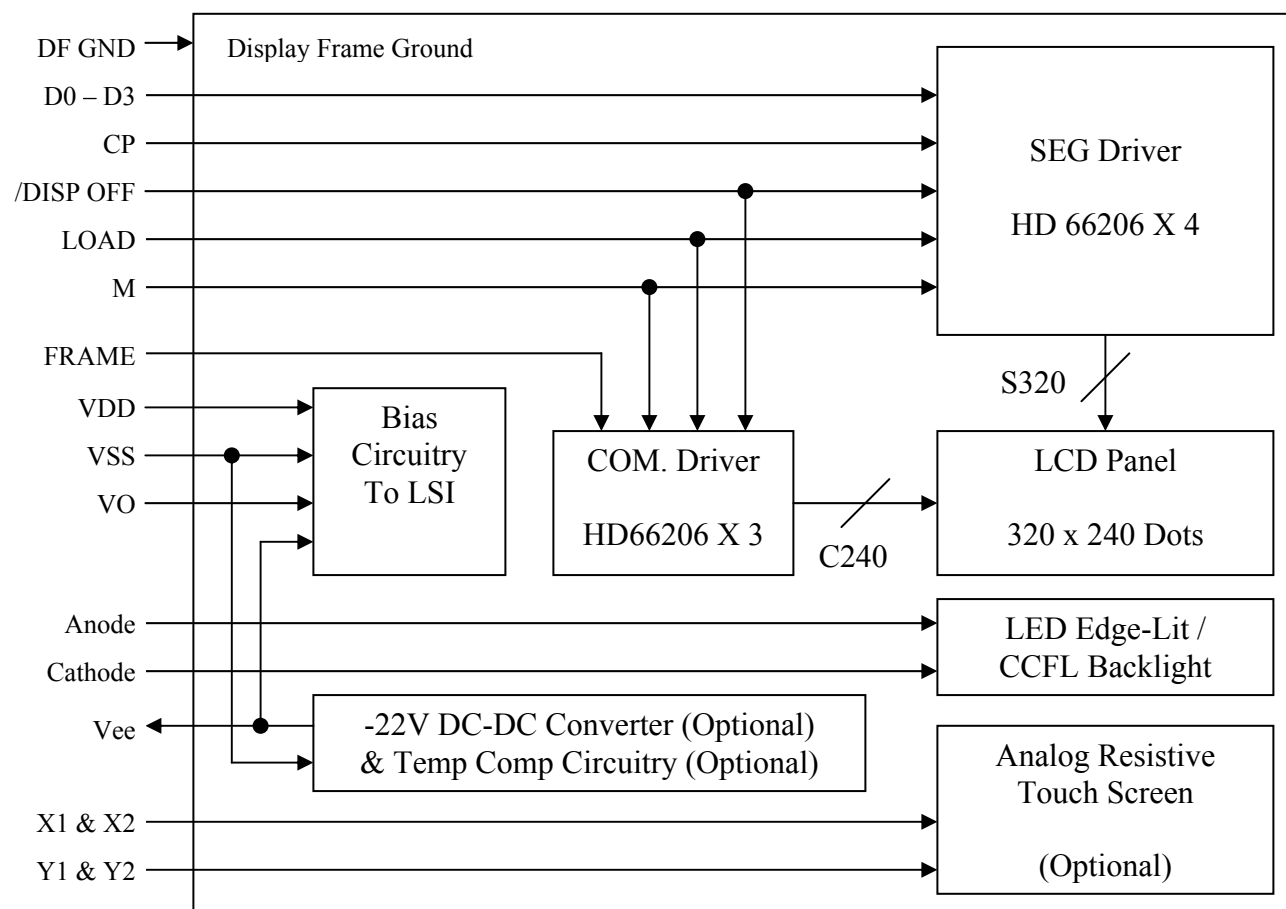 DF GND
Display Frame Ground
D0 – D3
CP
/DISP OFF
LOAD
M
SEG Driver
HD 66206 X 4
FRAME
S320
VDD
VSS
VO
Bias
Circuitry
To LSI
COM. Driver
HD66206 X 3
C240
LCD Panel
320 x 240 Dots
Anode
Cathode
LED Edge-Lit /
CCFL Backlight
Vee
-22V DC-DC Converter (Optional)
& Temp Comp Circuitry (Optional)
X1 & X2
Y1 & Y2
Analog Resistive
Touch Screen
(Optional)